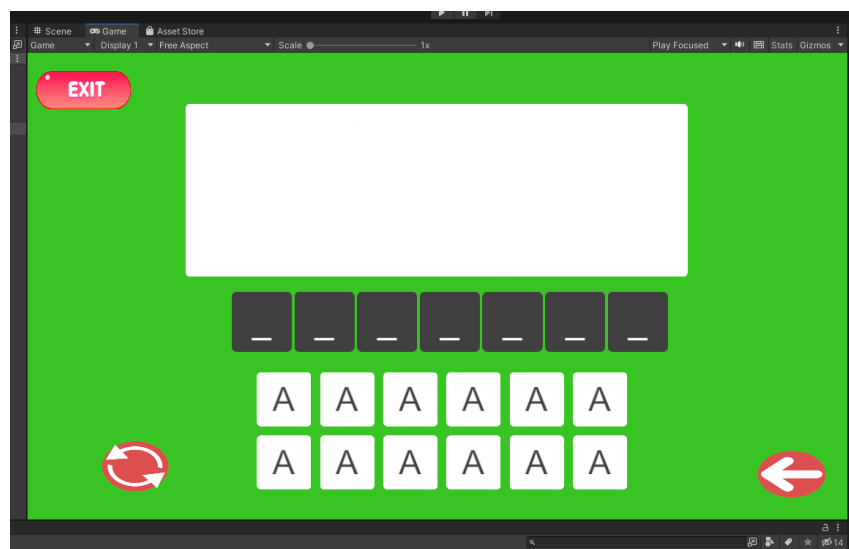 # Scene Game Asset Store
Game Display 1 Free Aspect Scale 1x Play Focused Stats Gizmos
EXIT
_ _ _ _ _ _ _
A A A A A A
A A A A A A
14